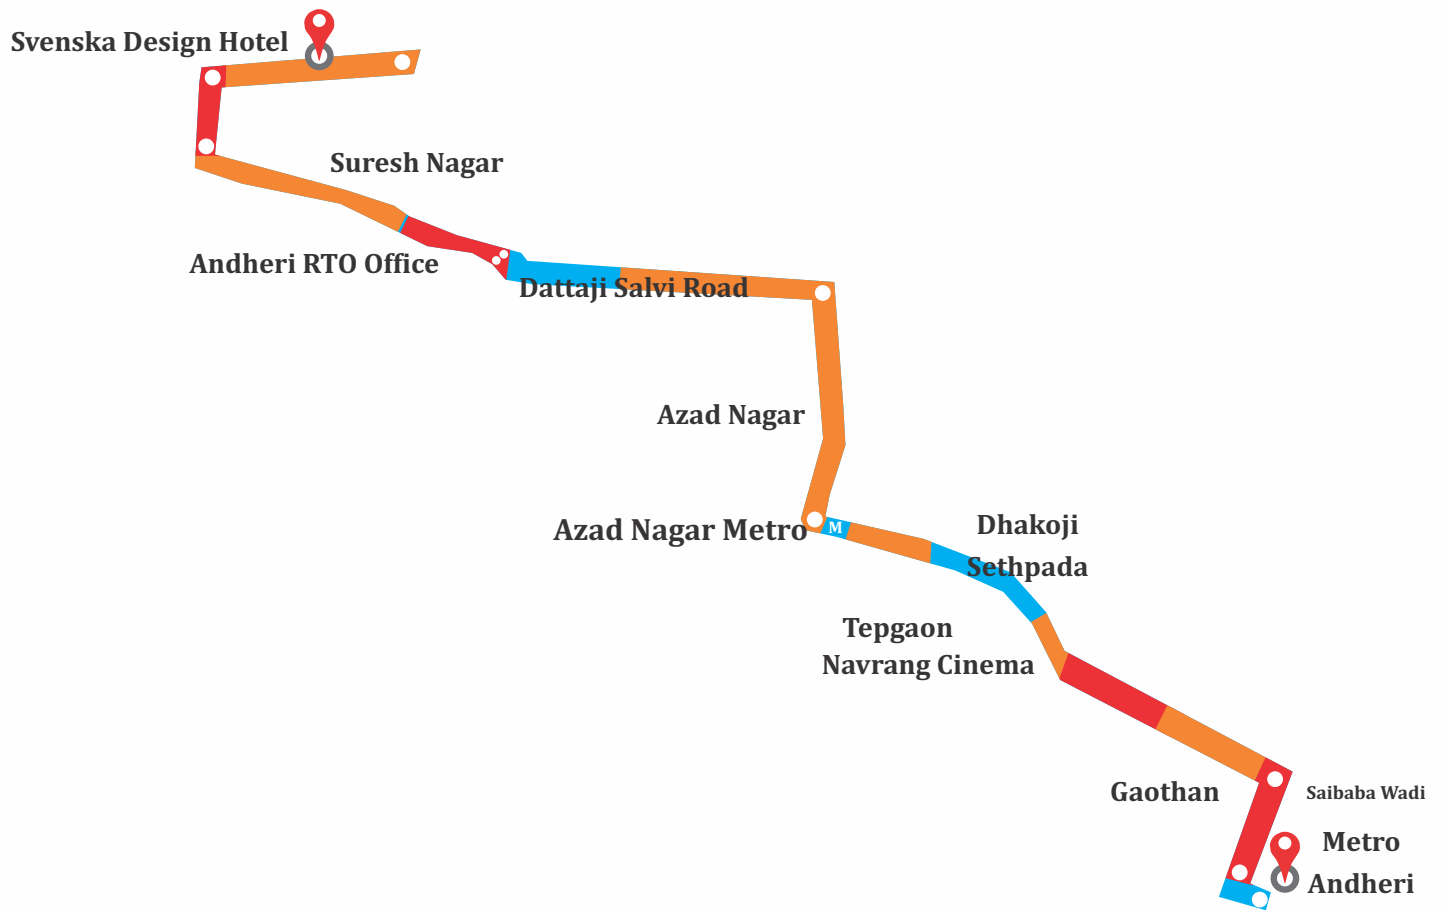 Svenska Design Hotel
Suresh Nagar
Andheri RTO Office
Dattaji Salvi Road
Azad Nagar
Azad Nagar Metro
M
Dhakoji
Sethpada
Tepgaon
Navrang Cinema
Gaothan
Saibaba Wadi
Metro
Andheri